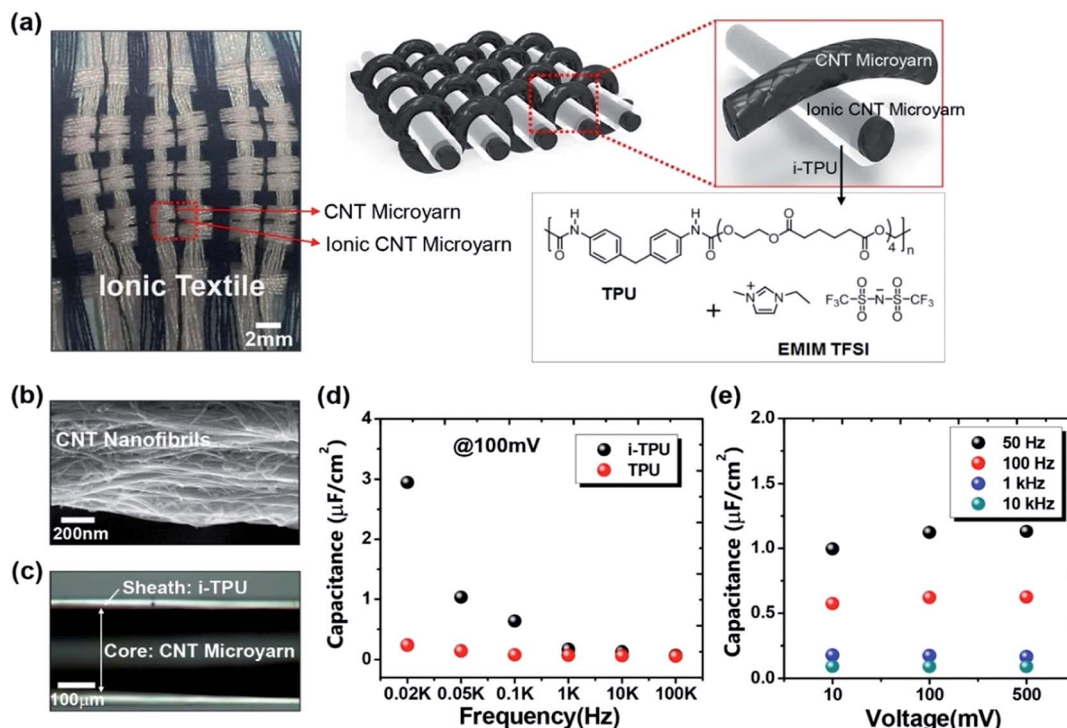 (a)
CNT Microyarn
Ionic CNT Microyarn
Ionic Textile
2mm
CNT Microyarn
Ionic CNT Microyarn
i-TPU
H
N
O
O
N
H
O
O
O
O
O
O
4
n
TPU
+
+
N
N
F₃C
O
S
O
N
−
O
S
O
CF₃
EMIM TFSI
(b)
CNT Nanofibrils
200nm
(c)
Sheath: i-TPU
Core: CNT Microyarn
100μm
(d)
Capacitance (μF/cm²)
4
3
2
1
0
@100mV
i-TPU
TPU
0.02K 0.05K 0.1K 1K 10K 100K
Frequency(Hz)
(e)
Capacitance (μF/cm²)
2.0
1.5
1.0
0.5
0.0
50 Hz
100 Hz
1 kHz
10 kHz
10 100 500
Voltage(mV)